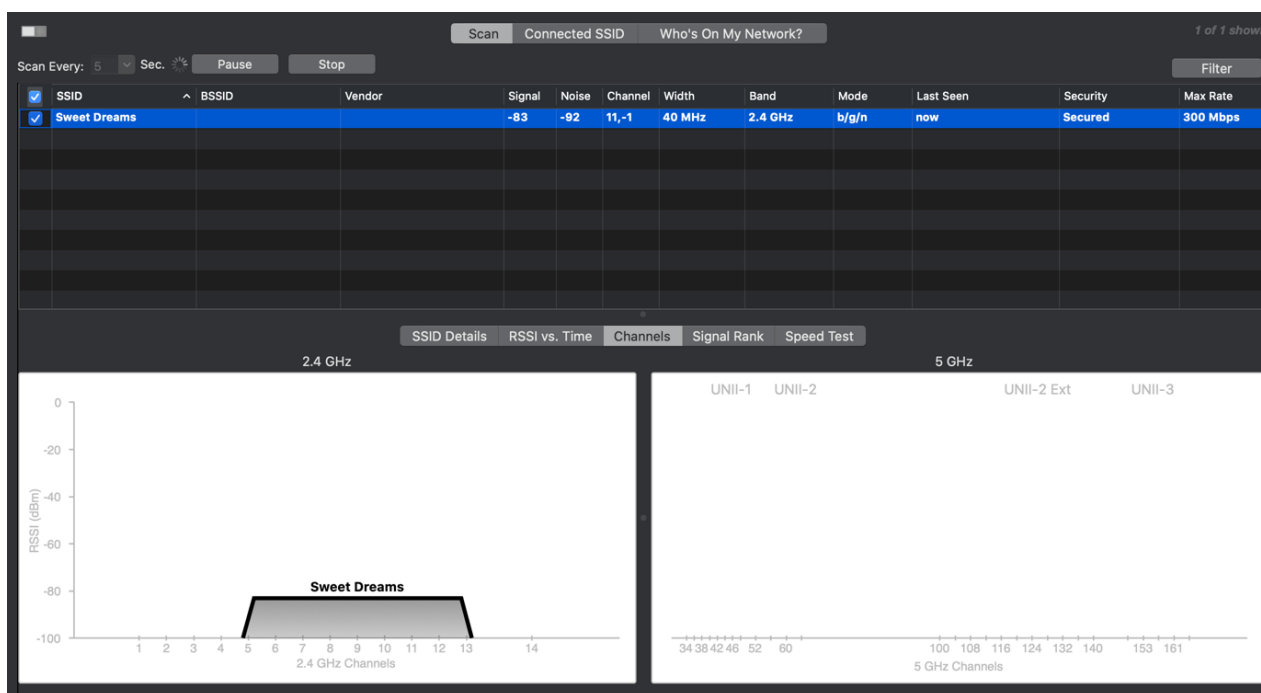 Scan Connected SSID Who's On My Network? 1 of 1 show
Scan Every: 5 Sec. Pause Stop
Filter
SSID BSSID Vendor Signal Noise Channel Width Band Mode Last Seen Security Max Rate
Sweet Dreams -83 -92 11,-1 40 MHz 2.4 GHz b/g/n now Secured 300 Mbps
SSID Details RSSI vs. Time Channels Signal Rank Speed Test
2.4 GHz
0
-20
-40
-60
-80
-100
RSSI (dBm)
Sweet Dreams
1 2 3 4 5 6 7 8 9 10 11 12 13 14
2.4 GHz Channels
5 GHz
UNII-1 UNII-2 UNII-2 Ext UNII-3
34 38 42 46 52 60 100 108 116 124 132 140 153 161
5 GHz Channels